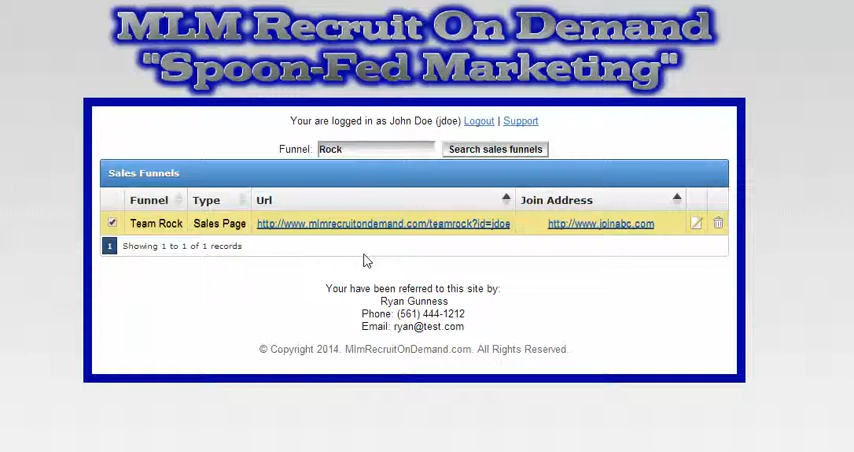 MLM Recruit On Demand
"Spoon-Fed Marketing"
Your are logged in as John Doe (jdoe) Logout | Support
Funnel: Rock Search sales funnels
Sales Funnels
Funnel Type Url Join Address
Team Rock Sales Page http://www.mlmrecruitondemand.com/teamrock?id=jdoe http://www.joinabc.com
1 Showing 1 to 1 of 1 records
Your have been referred to this site by:
Ryan Gunness
Phone: (561) 444-1212
Email: ryan@test.com
© Copyright 2014. MlmRecruitOnDemand.com. All Rights Reserved.